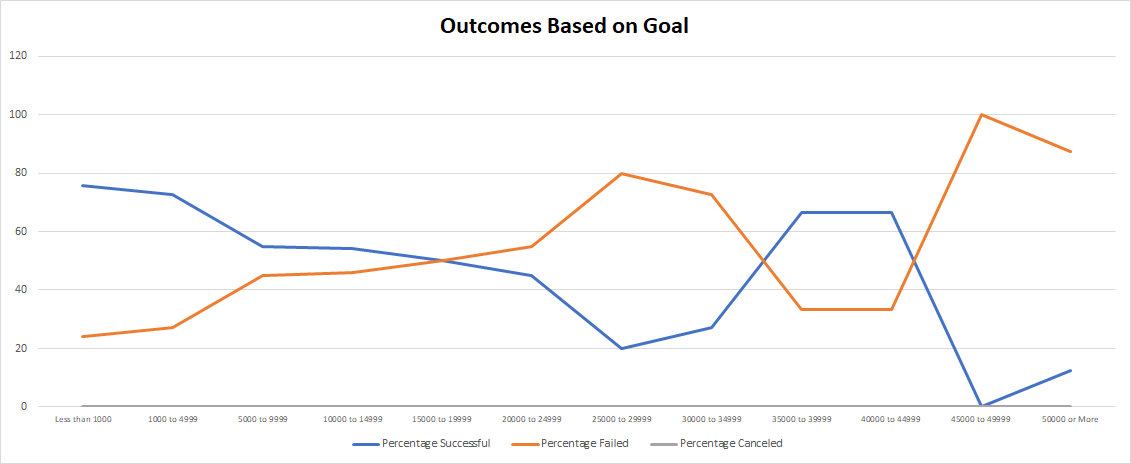 Outcomes Based on Goal
120
100
80
60
40
20
0
Less than 1000 1000 to 4999 5000 to 9999 10000 to 14999 15000 to 19999 20000 to 24999 25000 to 29999 30000 to 34999 35000 to 39999 40000 to 44999 45000 to 49999 50000 or More
Percentage Successful Percentage Failed Percentage Canceled